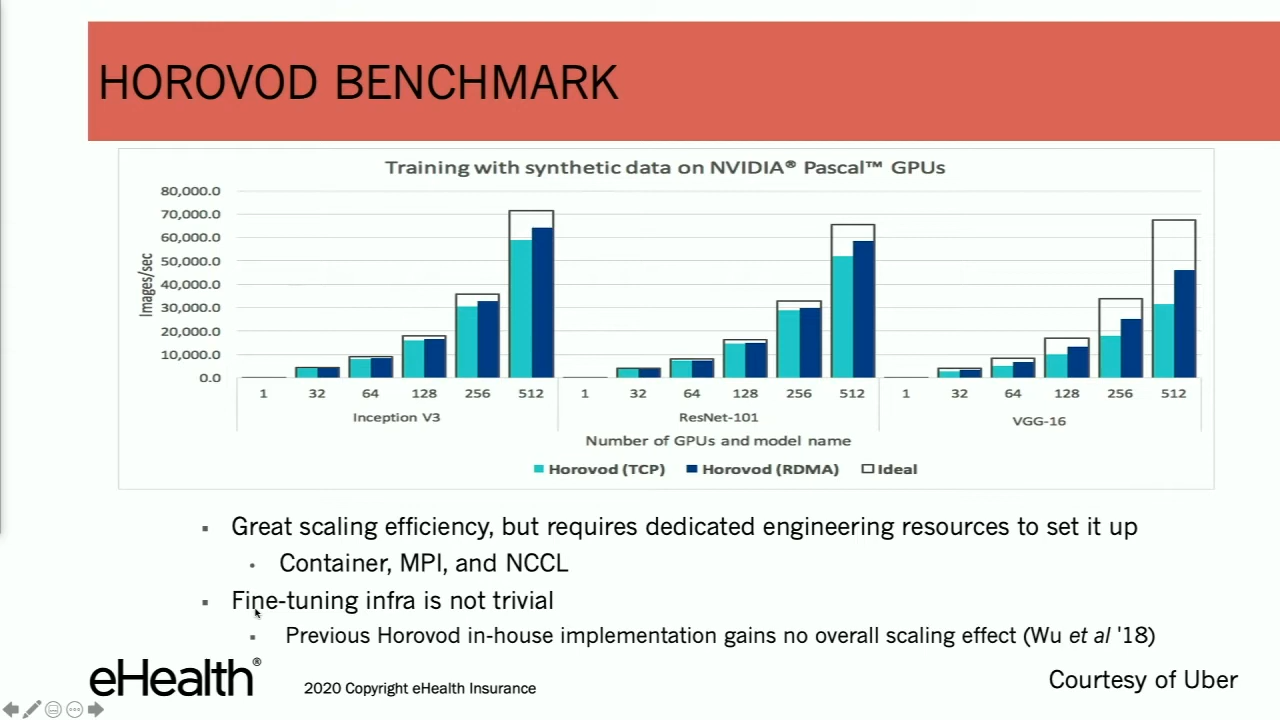 HOROVOD BENCHMARK
Training with synthetic data on NVIDIA® Pascal™ GPUs
80,000.0
70,000.0
60,000.0
50,000.0
40,000.0
30,000.0
20,000.0
10,000.0
0.0
Images/sec
1 32 64 128 256 512 1 32 64 128 256 512 1 32 64 128 256 512
Inception V3 ResNet-101 VGG-16
Number of GPUs and model name
Horovod (TCP) Horovod (RDMA) Ideal
▪ Great scaling efficiency, but requires dedicated engineering resources to set it up
• Container, MPI, and NCCL
▪ Fine-tuning infra is not trivial
▪ Previous Horovod in-house implementation gains no overall scaling effect (Wu et al '18)
eHealth®
2020 Copyright eHealth Insurance
Courtesy of Uber